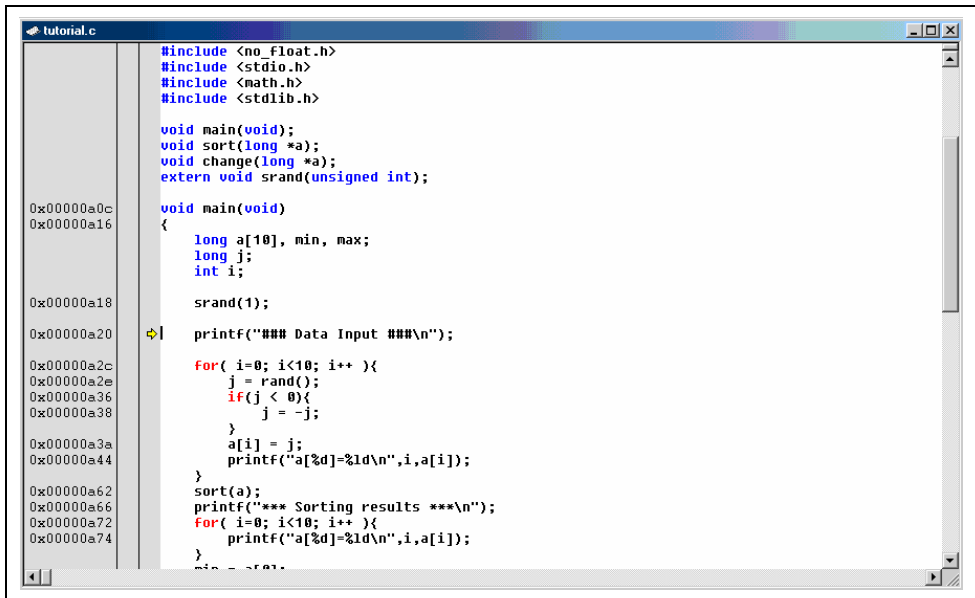 tutorial.c
#include <no_float.h>
#include <stdio.h>
#include <math.h>
#include <stdlib.h>
void main(void);
void sort(long *a);
void change(long *a);
extern void srand(unsigned int);
0x00000a0c void main(void)
0x00000a16 {
long a[10], min, max;
long j;
int i;
0x00000a18 srand(1);
0x00000a20 printf("### Data Input ###\n");
0x00000a2c for( i=0; i<10; i++ ){
0x00000a2e j = rand();
0x00000a36 if(j < 0){
0x00000a38 j = -j;
}
0x00000a3a a[i] = j;
0x00000a44 printf("a[%d]=%ld\n",i,a[i]);
}
0x00000a62 sort(a);
0x00000a66 printf("*** Sorting results ***\n");
0x00000a72 for( i=0; i<10; i++ ){
0x00000a74 printf("a[%d]=%ld\n",i,a[i]);
}
min = a[0];